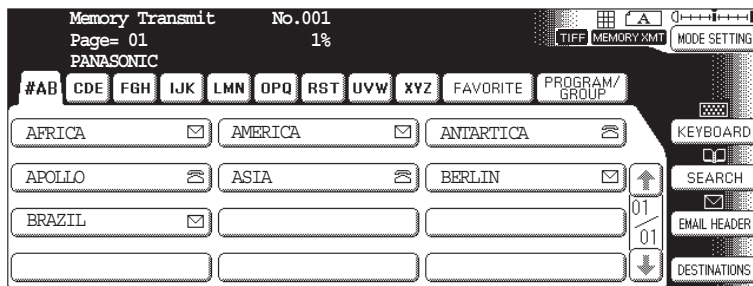 Memory Transmit No.001
Page= 01 1%
TIFF MEMORY XMT MODE SETTING
PANASONIC
#AB CDE FGH IJK LMN OPQ RST UVW XYZ FAVORITE PROGRAM/
GROUP
AFRICA AMERICA ANTARTICA KEYBOARD
APOLLO ASIA BERLIN SEARCH
BRAZIL 01 EMAIL HEADER
01
DESTINATIONS
A